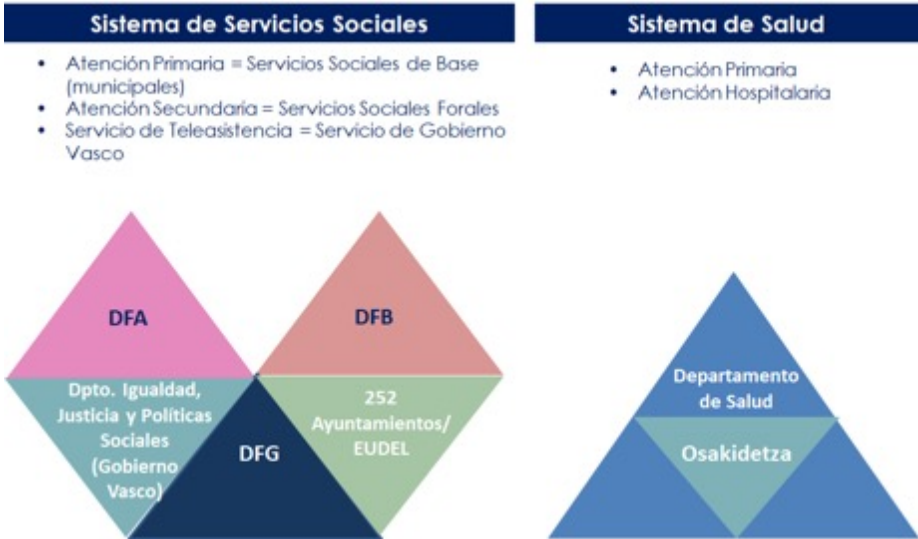 Sistema de Servicios Sociales
• Atención Primaria = Servicios Sociales de Base
(municipales)
• Atención Secundaria = Servicios Sociales Forales
• Servicio de Teleasistencia = Servicio de Gobierno
Vasco
Sistema de Salud
• Atención Primaria
• Atención Hospitalaria
DFA
DFB
Dpto. Igualdad,
Justicia y Políticas
Sociales
(Gobierno
Vasco)
DFG
252
Ayuntamientos/
EUDEL
Departamento
de Salud
Osakidetza